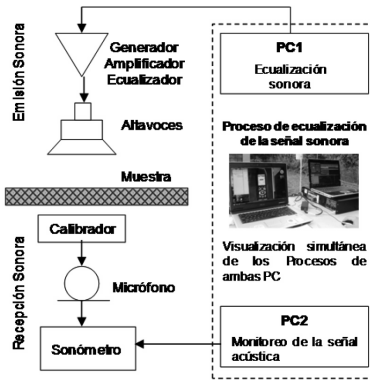 Emisión Sonora
Generador
Amplificador
Ecualizador
Altavoces
Muestra
Recepción Sonora
Calibrador
Micrófono
Sonómetro
PC1
Ecualización
sonora
Proceso de ecualización
de la señal sonora
Visualización simultánea
de los Procesos de
ambas PC
PC2
Monitoreo de la señal
acústica